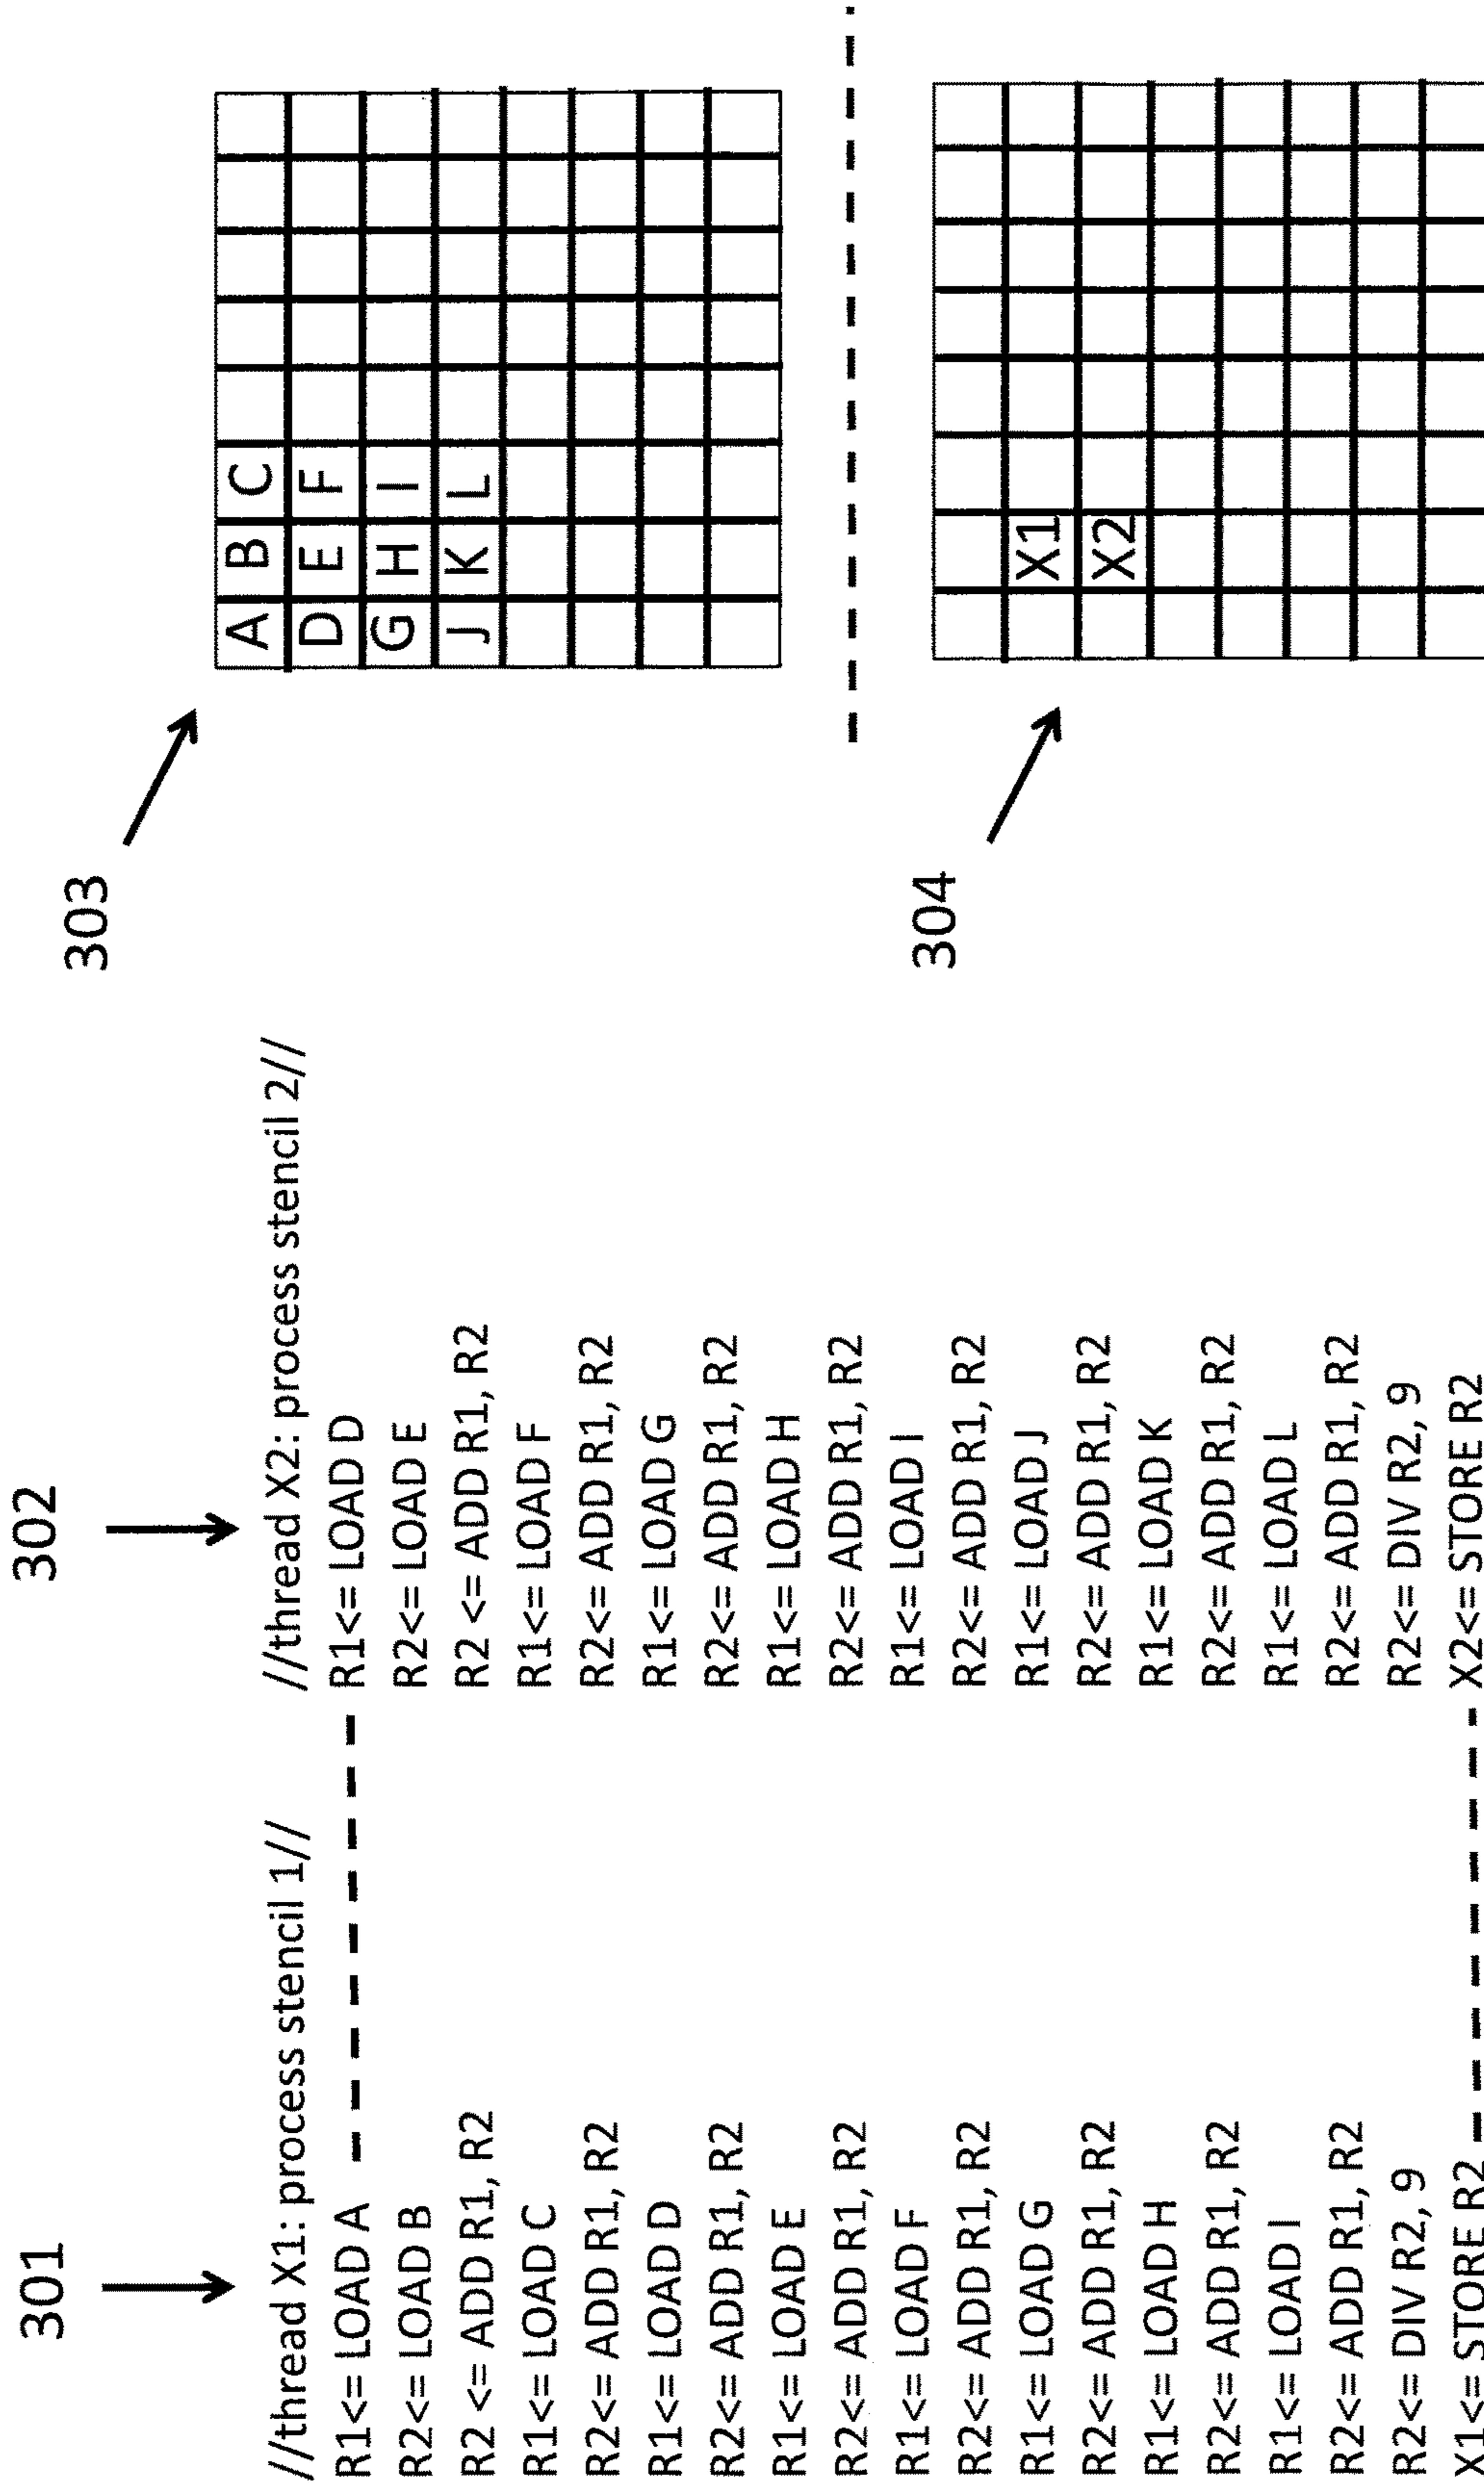 301
//thread X1: process stencil 1//
R1<= LOAD A
R2<= LOAD B
R2 <= ADD R1, R2
R1<= LOAD C
R2<= ADD R1, R2
R1<= LOAD D
R2<= ADD R1, R2
R1<= LOAD E
R2<= ADD R1, R2
R1<= LOAD F
R2<= ADD R1, R2
R1<= LOAD G
R2<= ADD R1, R2
R1<= LOAD H
R2<= ADD R1, R2
R1<= LOAD I
R2<= ADD R1, R2
R2<= DIV R2, 9
X1<= STORE R2
302
//thread X2: process stencil 2//
R1<= LOAD D
R2<= LOAD E
R2 <= ADD R1, R2
R1<= LOAD F
R2<= ADD R1, R2
R1<= LOAD G
R2<= ADD R1, R2
R1<= LOAD H
R2<= ADD R1, R2
R1<= LOAD I
R2<= ADD R1, R2
R1<= LOAD J
R2<= ADD R1, R2
R1<= LOAD K
R2<= ADD R1, R2
R1<= LOAD L
R2<= ADD R1, R2
R2<= DIV R2, 9
X2<= STORE R2
303
A B C
D E F
G H I
J K L
304
X1
X2